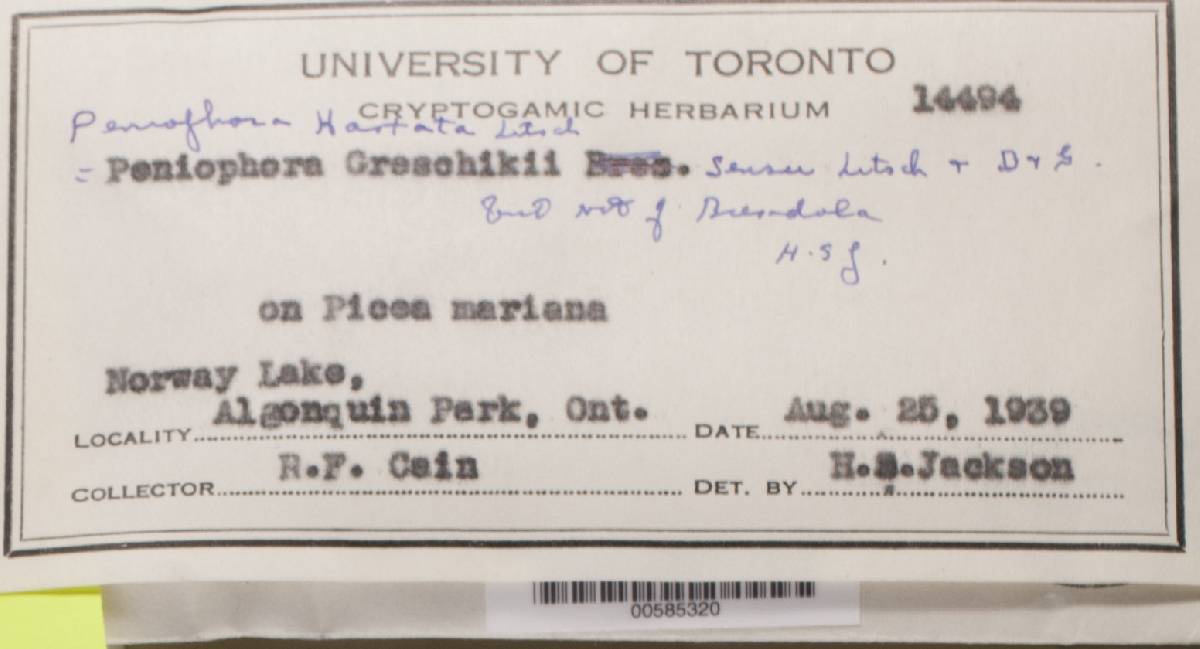 UNIVERSITY OF TORONTO
CRYPTOGAMIC HERBARIUM
14494
Peniophora Hastata Litsch
= Peniophora Greschikii Bres. sensu Litsch + D + G.
but not of Bresadola
H.S.J.
on Picea mariana
Norway Lake,
LOCALITY Algonquin Park, Ont. DATE Aug. 25, 1939
COLLECTOR R.F. Cain DET. BY H.S.Jackson
00585320